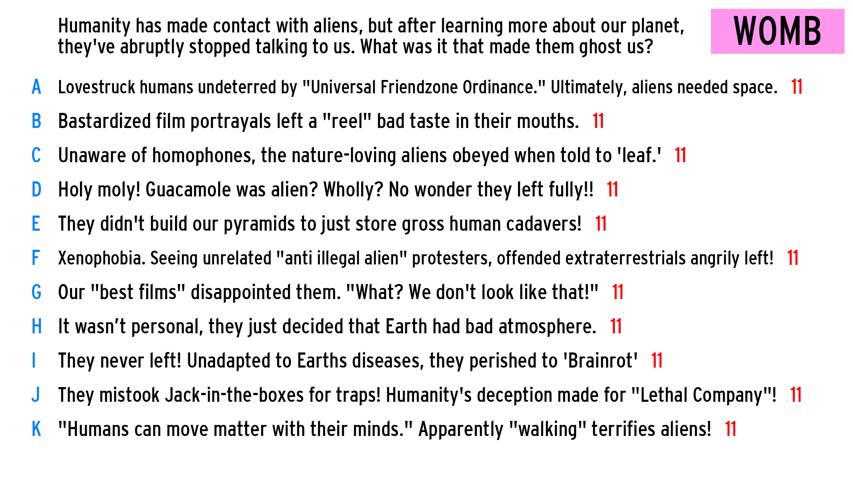 Humanity has made contact with aliens, but after learning more about our planet,
they've abruptly stopped talking to us. What was it that made them ghost us?
WOMB
A Lovestruck humans undeterred by "Universal Friendzone Ordinance." Ultimately, aliens needed space. 11
B Bastardized film portrayals left a "reel" bad taste in their mouths. 11
C Unaware of homophones, the nature-loving aliens obeyed when told to 'leaf.' 11
D Holy moly! Guacamole was alien? Wholly? No wonder they left fully!! 11
E They didn't build our pyramids to just store gross human cadavers! 11
F Xenophobia. Seeing unrelated "anti illegal alien" protesters, offended extraterrestrials angrily left! 11
G Our "best films" disappointed them. "What? We don't look like that!" 11
H It wasn’t personal, they just decided that Earth had bad atmosphere. 11
I They never left! Unadapted to Earths diseases, they perished to 'Brainrot' 11
J They mistook Jack-in-the-boxes for traps! Humanity's deception made for "Lethal Company"! 11
K "Humans can move matter with their minds." Apparently "walking" terrifies aliens! 11